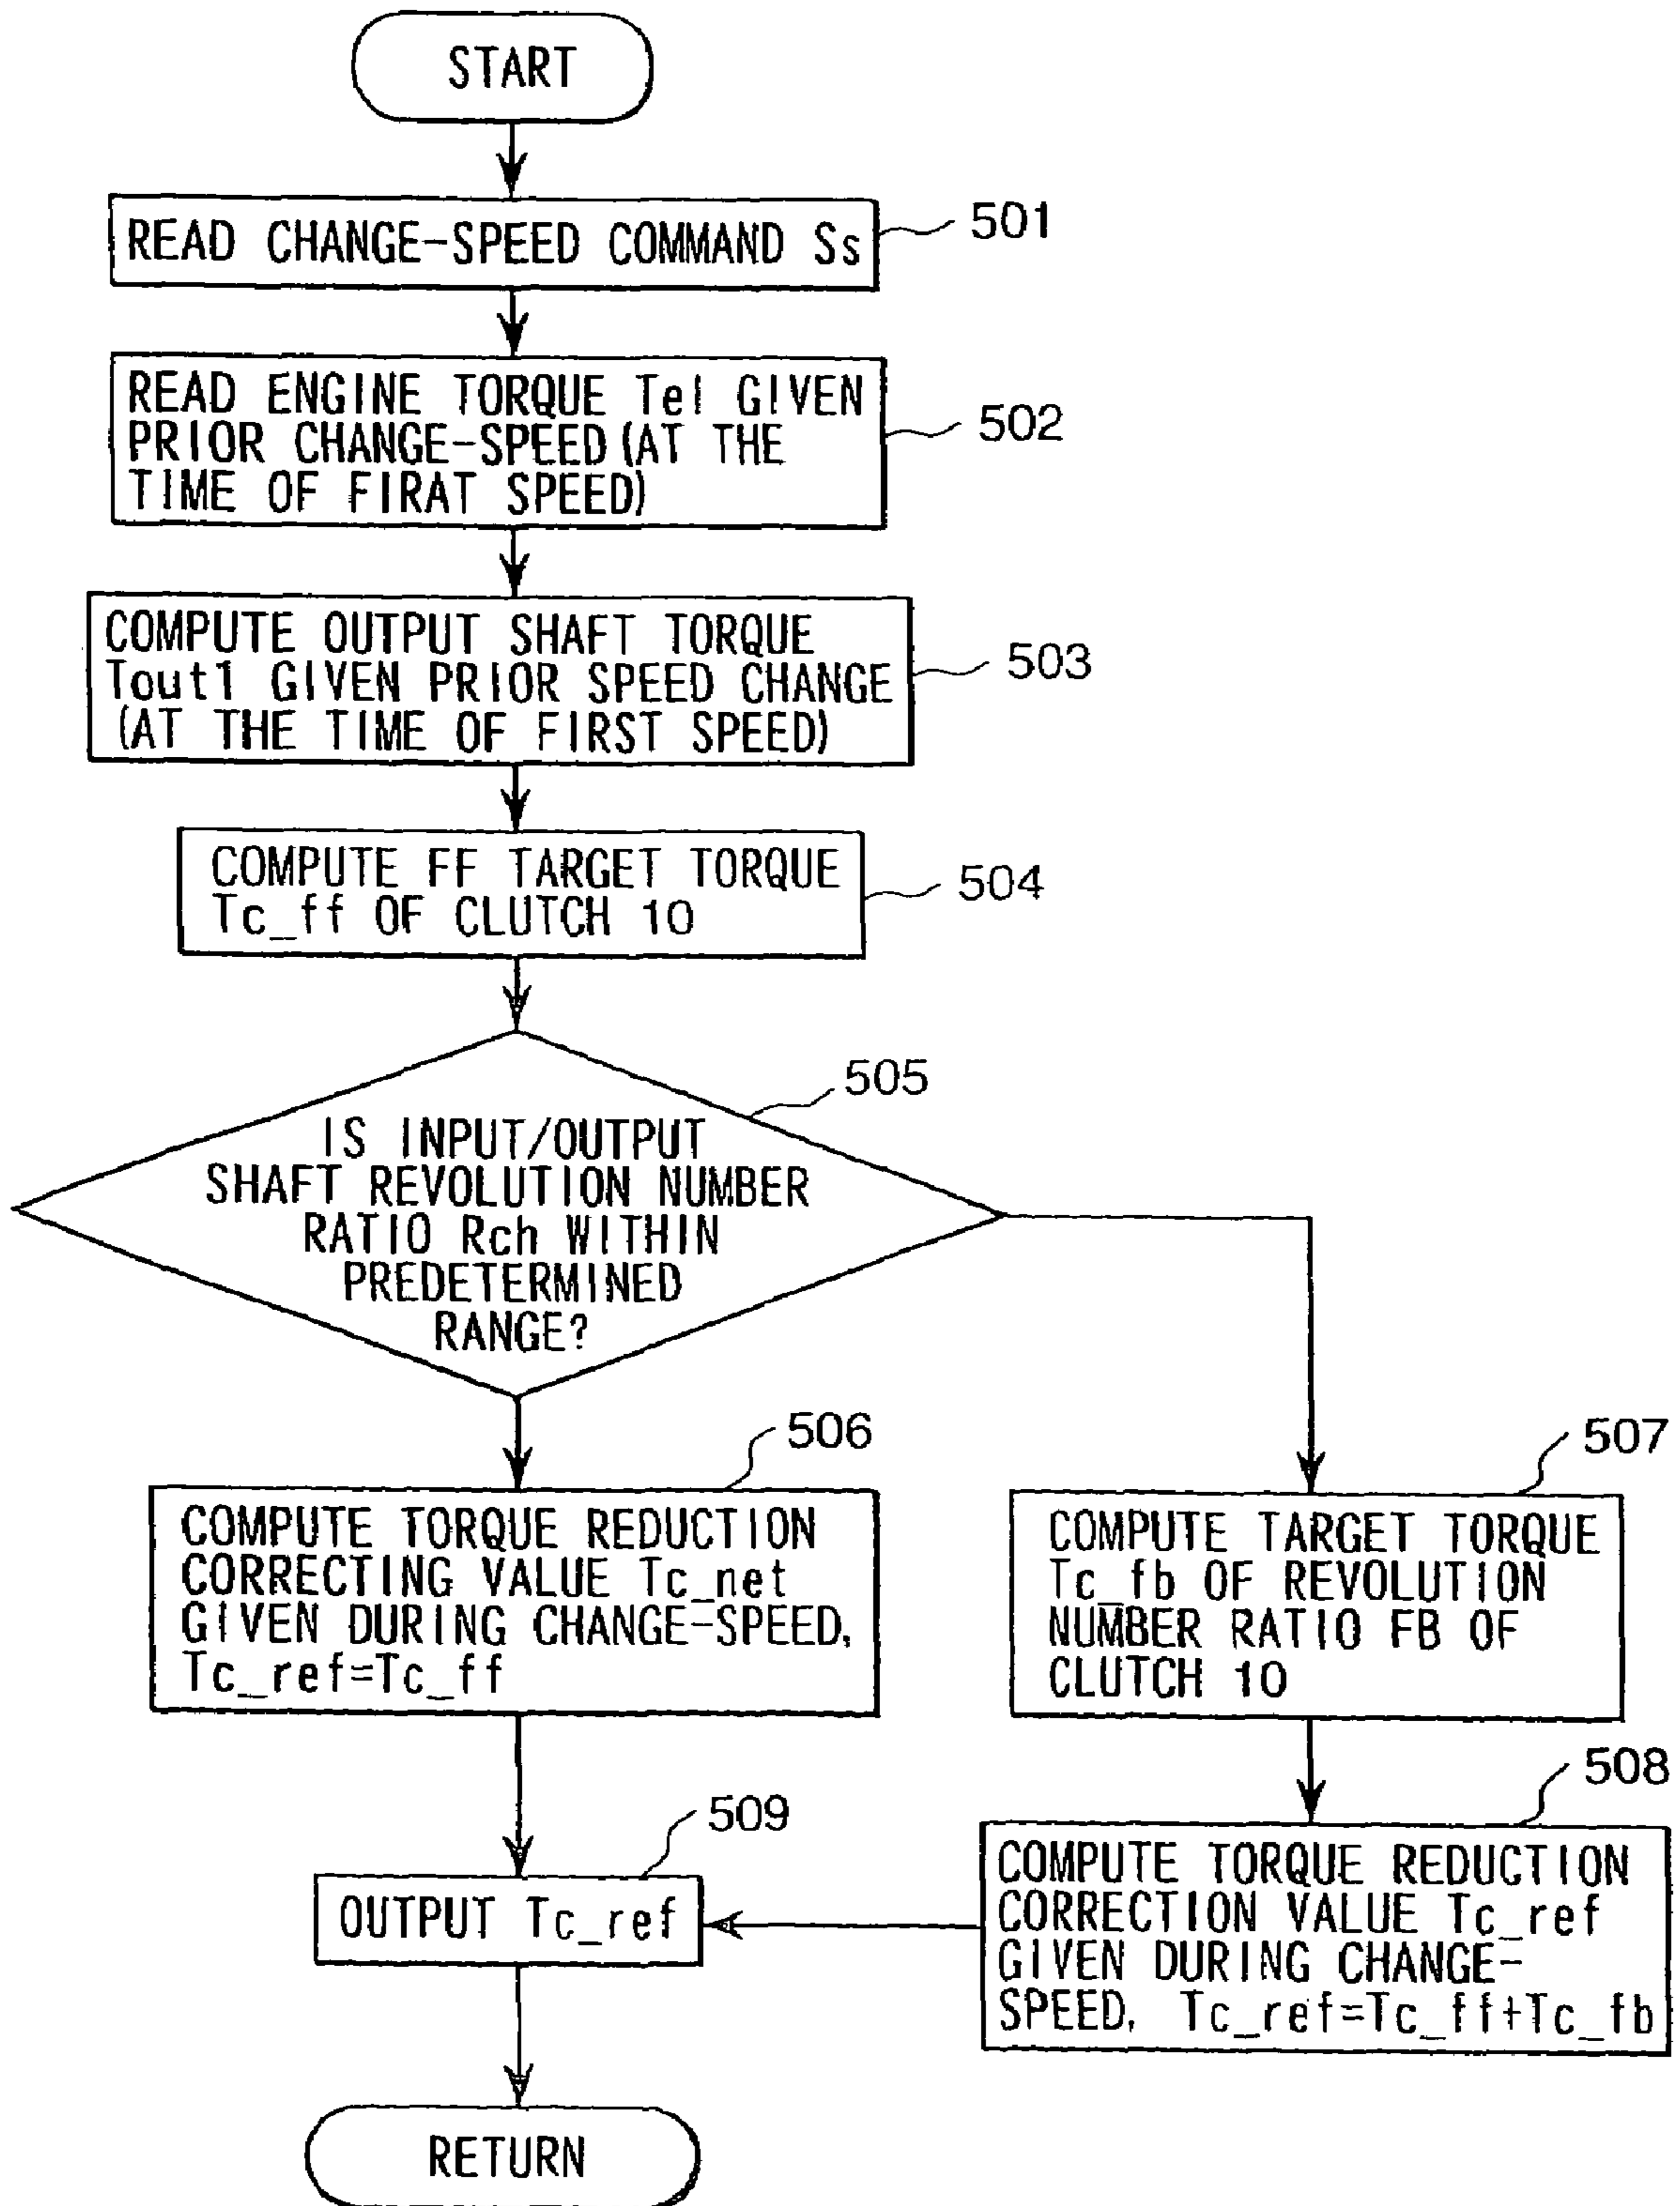 START
READ CHANGE-SPEED COMMAND Ss
501
READ ENGINE TORQUE Tel GIVEN
PRIOR CHANGE-SPEED (AT THE
TIME OF FIRAT SPEED)
502
COMPUTE OUTPUT SHAFT TORQUE
Tout1 GIVEN PRIOR SPEED CHANGE
(AT THE TIME OF FIRST SPEED)
503
COMPUTE FF TARGET TORQUE
Tc_ff OF CLUTCH 10
504
505
IS INPUT/OUTPUT
SHAFT REVOLUTION NUMBER
RATIO Rch WITHIN
PREDETERMINED
RANGE?
506
COMPUTE TORQUE REDUCTION
CORRECTING VALUE Tc_net
GIVEN DURING CHANGE-SPEED,
Tc_ref=Tc_ff
507
COMPUTE TARGET TORQUE
Tc_fb OF REVOLUTION
NUMBER RATIO FB OF
CLUTCH 10
508
COMPUTE TORQUE REDUCTION
CORRECTION VALUE Tc_ref
GIVEN DURING CHANGE-
SPEED, Tc_ref=Tc_ff+Tc_fb
509
OUTPUT Tc_ref
RETURN